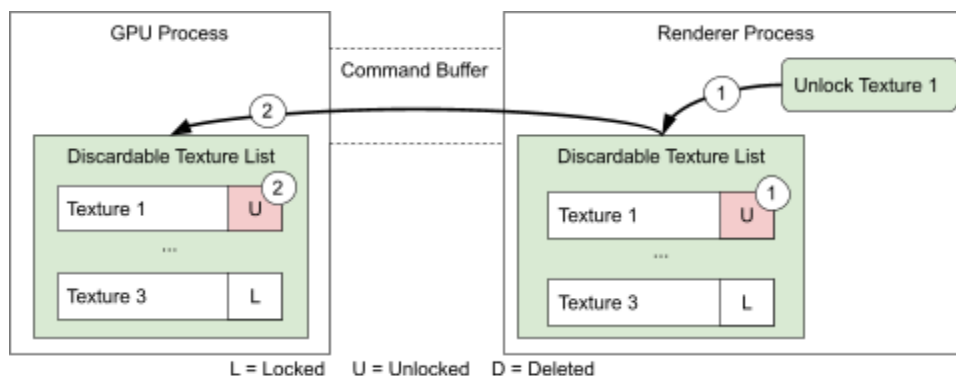 GPU Process
Renderer Process
Command Buffer
Unlock Texture 1
1
2
Discardable Texture List
2
Texture 1
U
...
Texture 3
L
Discardable Texture List
1
Texture 1
U
...
Texture 3
L
L = Locked U = Unlocked D = Deleted